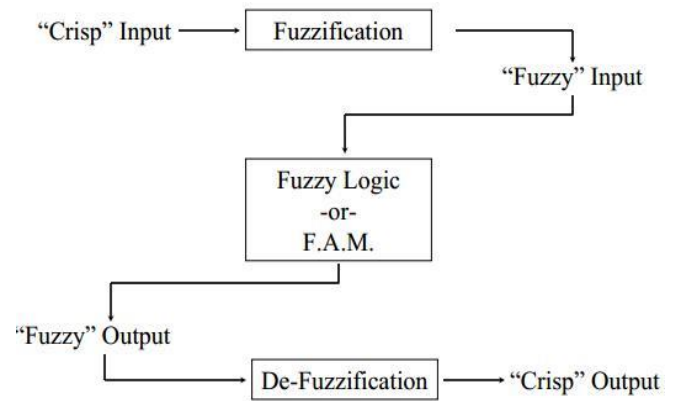 “Crisp” Input
Fuzzification
“Fuzzy” Input
Fuzzy Logic
-or-
F.A.M.
“Fuzzy” Output
De-Fuzzification
“Crisp” Output